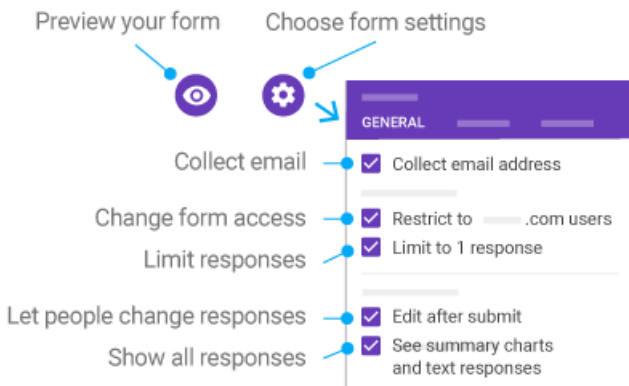 Preview your form
Choose form settings
GENERAL
Collect email
Collect email address
Change form access
Restrict to .com users
Limit responses
Limit to 1 response
Let people change responses
Edit after submit
Show all responses
See summary charts
and text responses